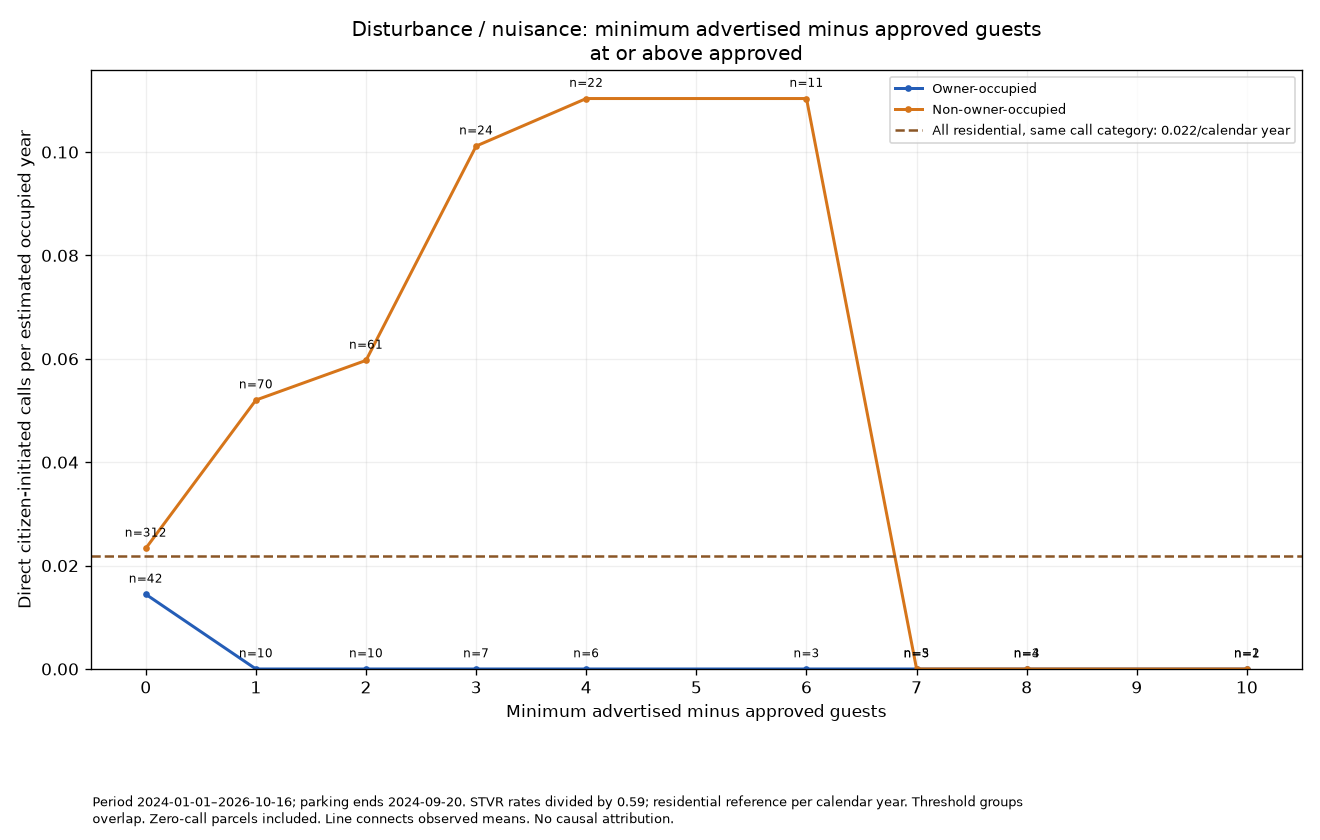 Disturbance / nuisance: minimum advertised minus approved guests
at or above approved
Owner-occupied
Non-owner-occupied
All residential, same call category: 0.022/calendar year
Direct citizen-initiated calls per estimated occupied year
0.10
0.08
0.06
0.04
0.02
0.00
n=22
n=11
n=24
n=61
n=70
n=312
n=42
n=10
n=10
n=7
n=6
n=3
0
1
2
3
4
5
6
7
8
9
10
Minimum advertised minus approved guests
Period 2024-01-01–2026-10-16; parking ends 2024-09-20. STVR rates divided by 0.59; residential reference per calendar year. Threshold groups
overlap. Zero-call parcels included. Line connects observed means. No causal attribution.